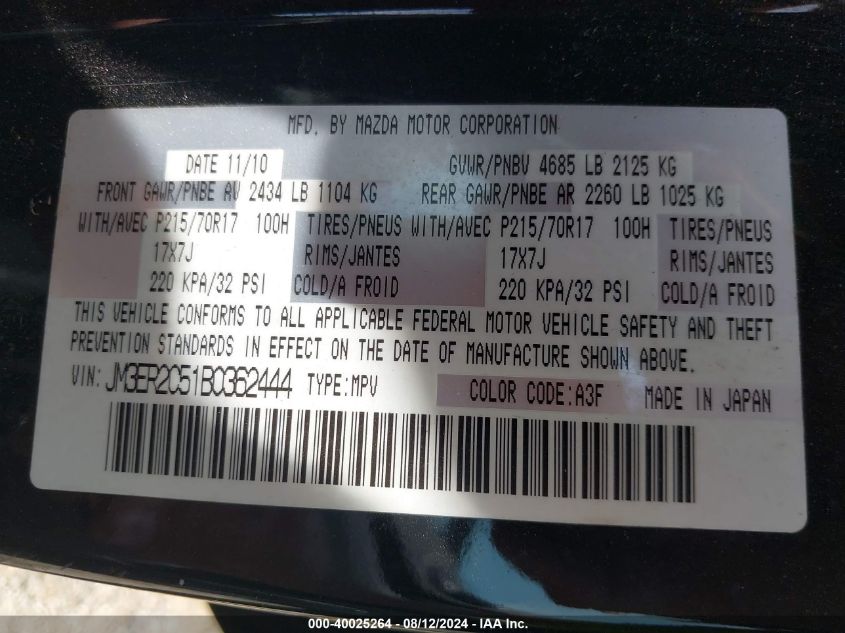 MFD. BY MAZDA MOTOR CORPORATION
DATE 11/10 GVWR/PNBV 4685 LB 2125 KG
FRONT GAWR/PNBE AV 2434 LB 1104 KG REAR GAWR/PNBE AR 2260 LB 1025 KG
WITH/AVEC P215/70R17 100H TIRES/PNEUS WITH/AVEC P215/70R17 100H TIRES/PNEUS
17X7J RIMS/JANTES 17X7J RIMS/JANTES
220 KPA/32 PSI COLD/A FROID 220 KPA/32 PSI COLD/A FROID
THIS VEHICLE CONFORMS TO ALL APPLICABLE FEDERAL MOTOR VEHICLE SAFETY AND THEFT
PREVENTION STANDARDS IN EFFECT ON THE DATE OF MANUFACTURE SHOWN ABOVE.
VIN: JM3ER2C51B0362444 TYPE:MPV COLOR CODE:A3F MADE IN JAPAN
000-40025264 - 08/12/2024 - IAA Inc.